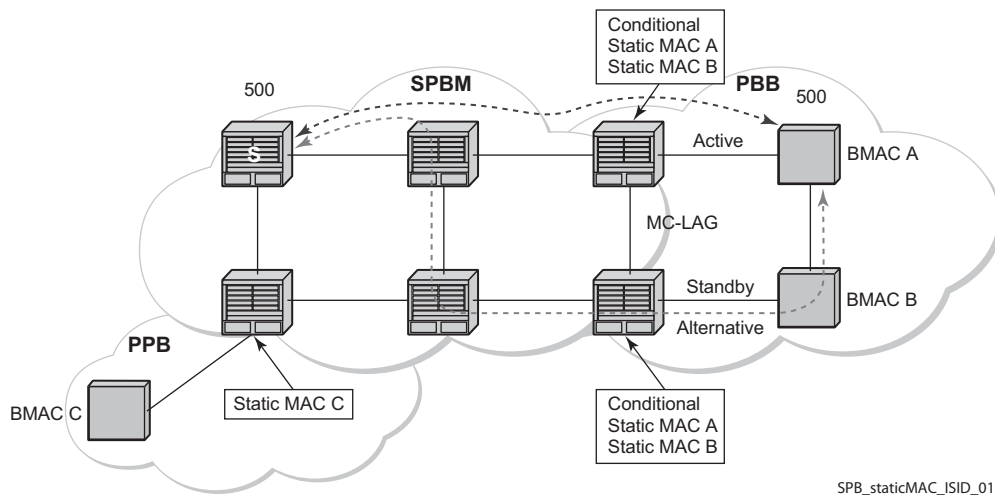 Conditional
Static MAC A
Static MAC B
500
SPBM
PBB
500
S
Active
BMAC A
MC-LAG
Standby
BMAC B
Alternative
PPB
Static MAC C
BMAC C
Conditional
Static MAC A
Static MAC B
SPB_staticMAC_ISID_01